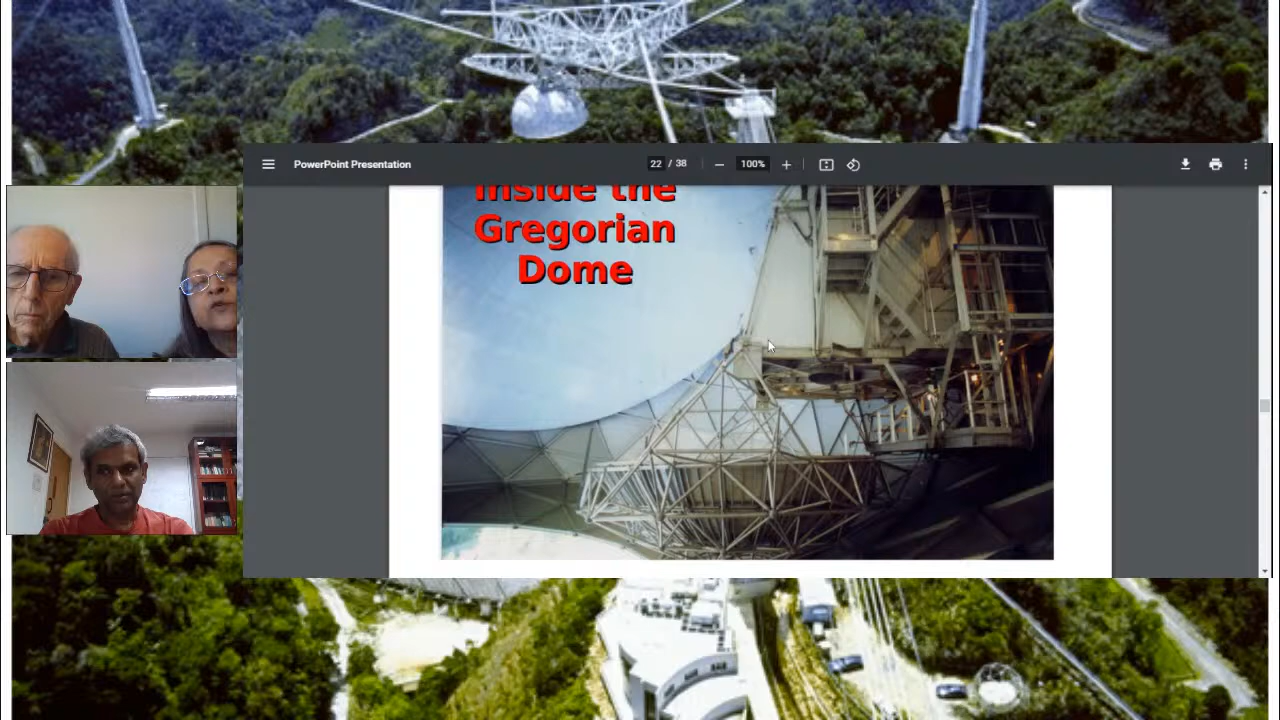 PowerPoint Presentation
22 / 38
100%
Inside the
Gregorian
Dome